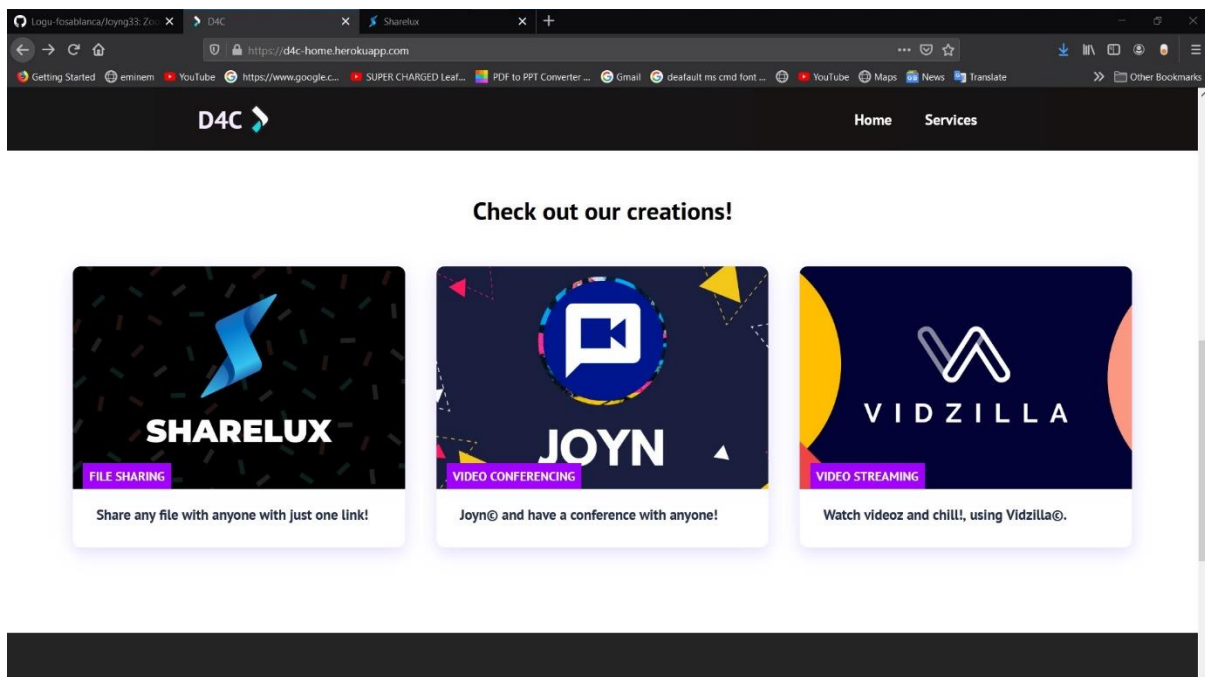 Logu-fosablanca/Joyng33: Zoo
D4C
Sharelux
https://d4c-home.herokuapp.com
Getting Started
eminem
YouTube
https://www.google.c...
SUPER CHARGED Leaf...
PDF to PPT Converter ...
Gmail
deafault ms cmd font ...
YouTube
Maps
News
Translate
Other Bookmarks
D4C
Home
Services
Check out our creations!
SHARELUX
FILE SHARING
Share any file with anyone with just one link!
JOYN
VIDEO CONFERENCING
Joyn© and have a conference with anyone!
VIDZILLA
VIDEO STREAMING
Watch videoz and chill!, using Vidzilla©.